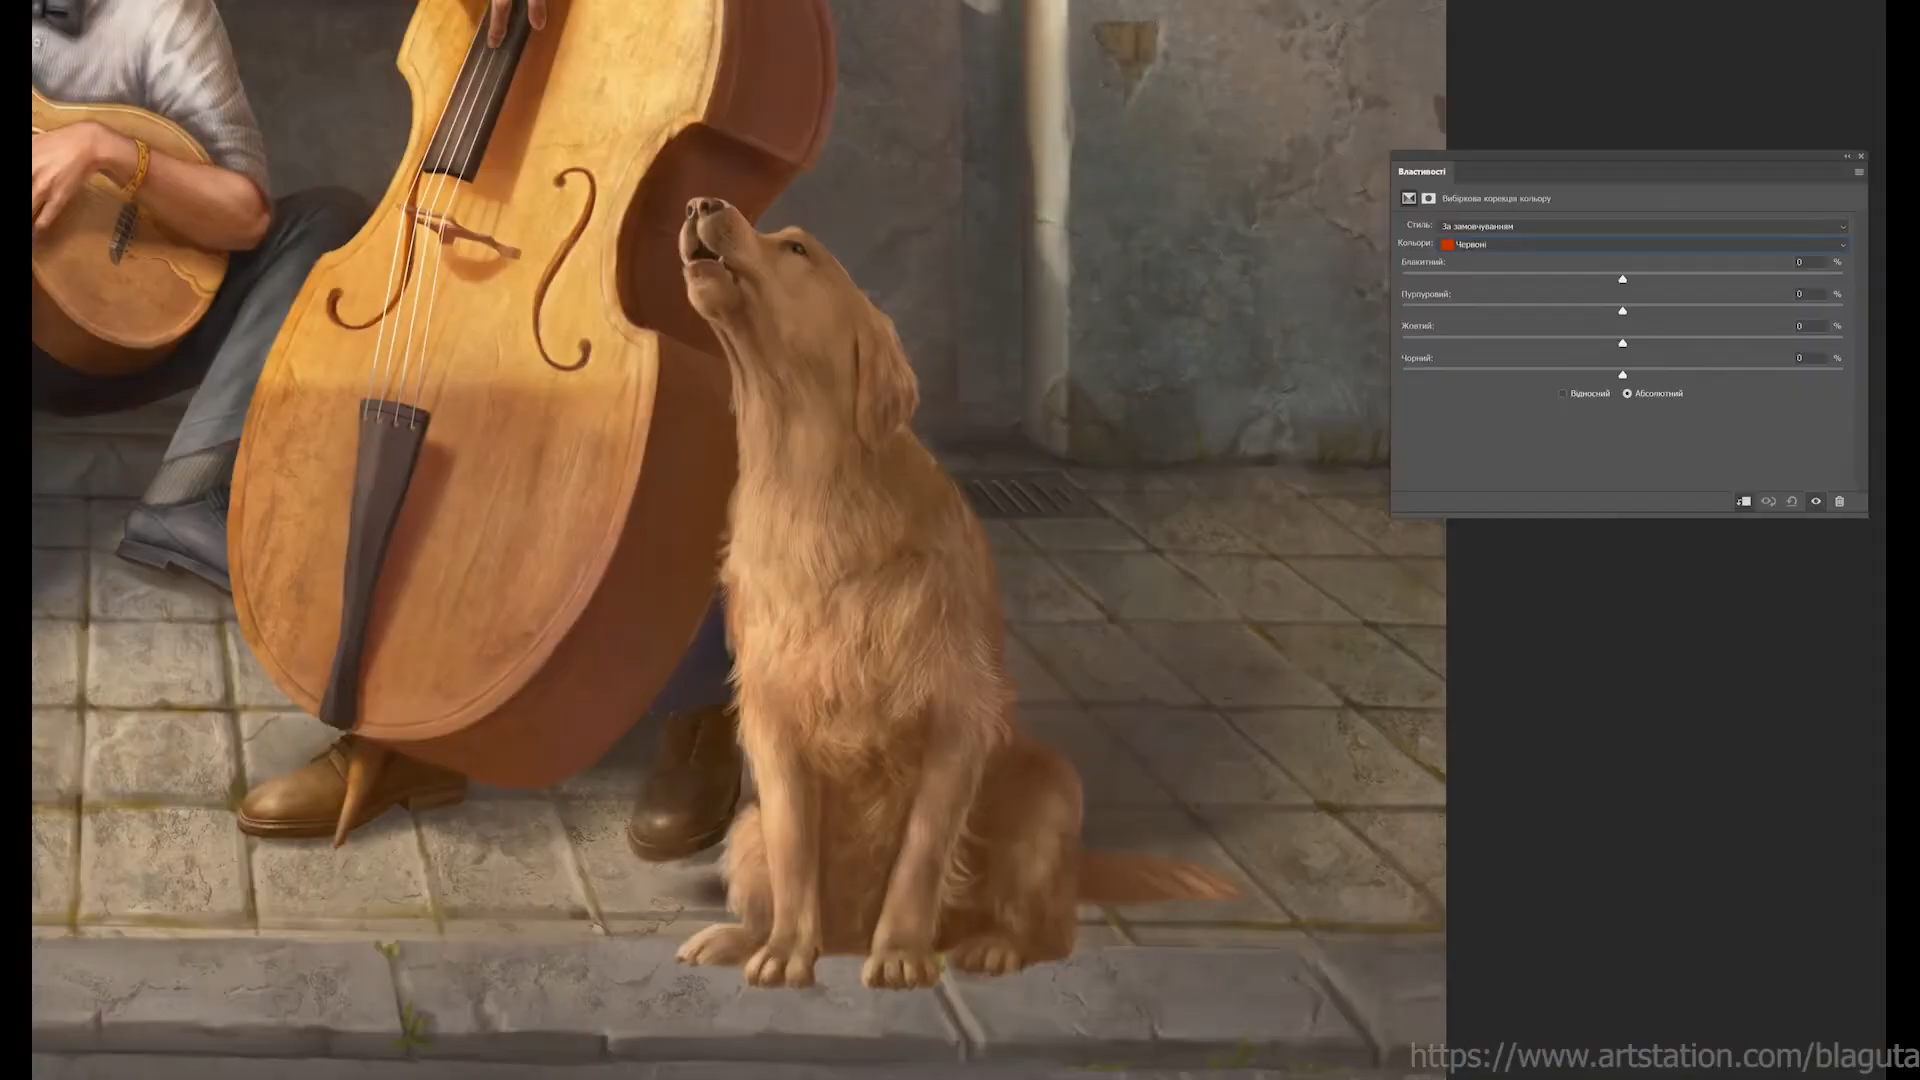 Властивості
Вибіркова корекція кольору
Стиль: За замовчуванням
Кольори: Червоні
Блакитний: 0 %
Пурпуровий: 0 %
Жовтий: 0 %
Чорний: 0 %
Відносний Абсолютний
https://www.artstation.com/blaguta